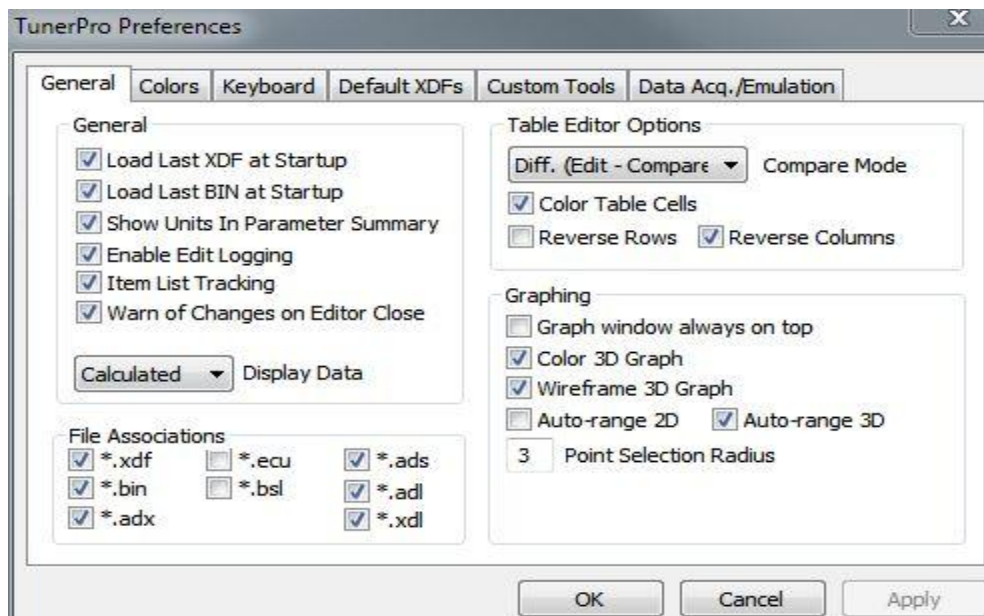 TunerPro Preferences
General Colors Keyboard Default XDFs Custom Tools Data Acq./Emulation
General
Load Last XDF at Startup
Load Last BIN at Startup
Show Units In Parameter Summary
Enable Edit Logging
Item List Tracking
Warn of Changes on Editor Close
Calculated Display Data
File Associations
*.xdf *.ecu *.ads
*.bin *.bsl *.adl
*.adx *.xdl
Table Editor Options
Diff. (Edit - Compare Compare Mode
Color Table Cells
Reverse Rows Reverse Columns
Graphing
Graph window always on top
Color 3D Graph
Wireframe 3D Graph
Auto-range 2D Auto-range 3D
3 Point Selection Radius
OK Cancel Apply